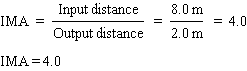 IMA = Input distance / Output distance = 8.0 m / 2.0 m = 4.0
IMA = 4.0